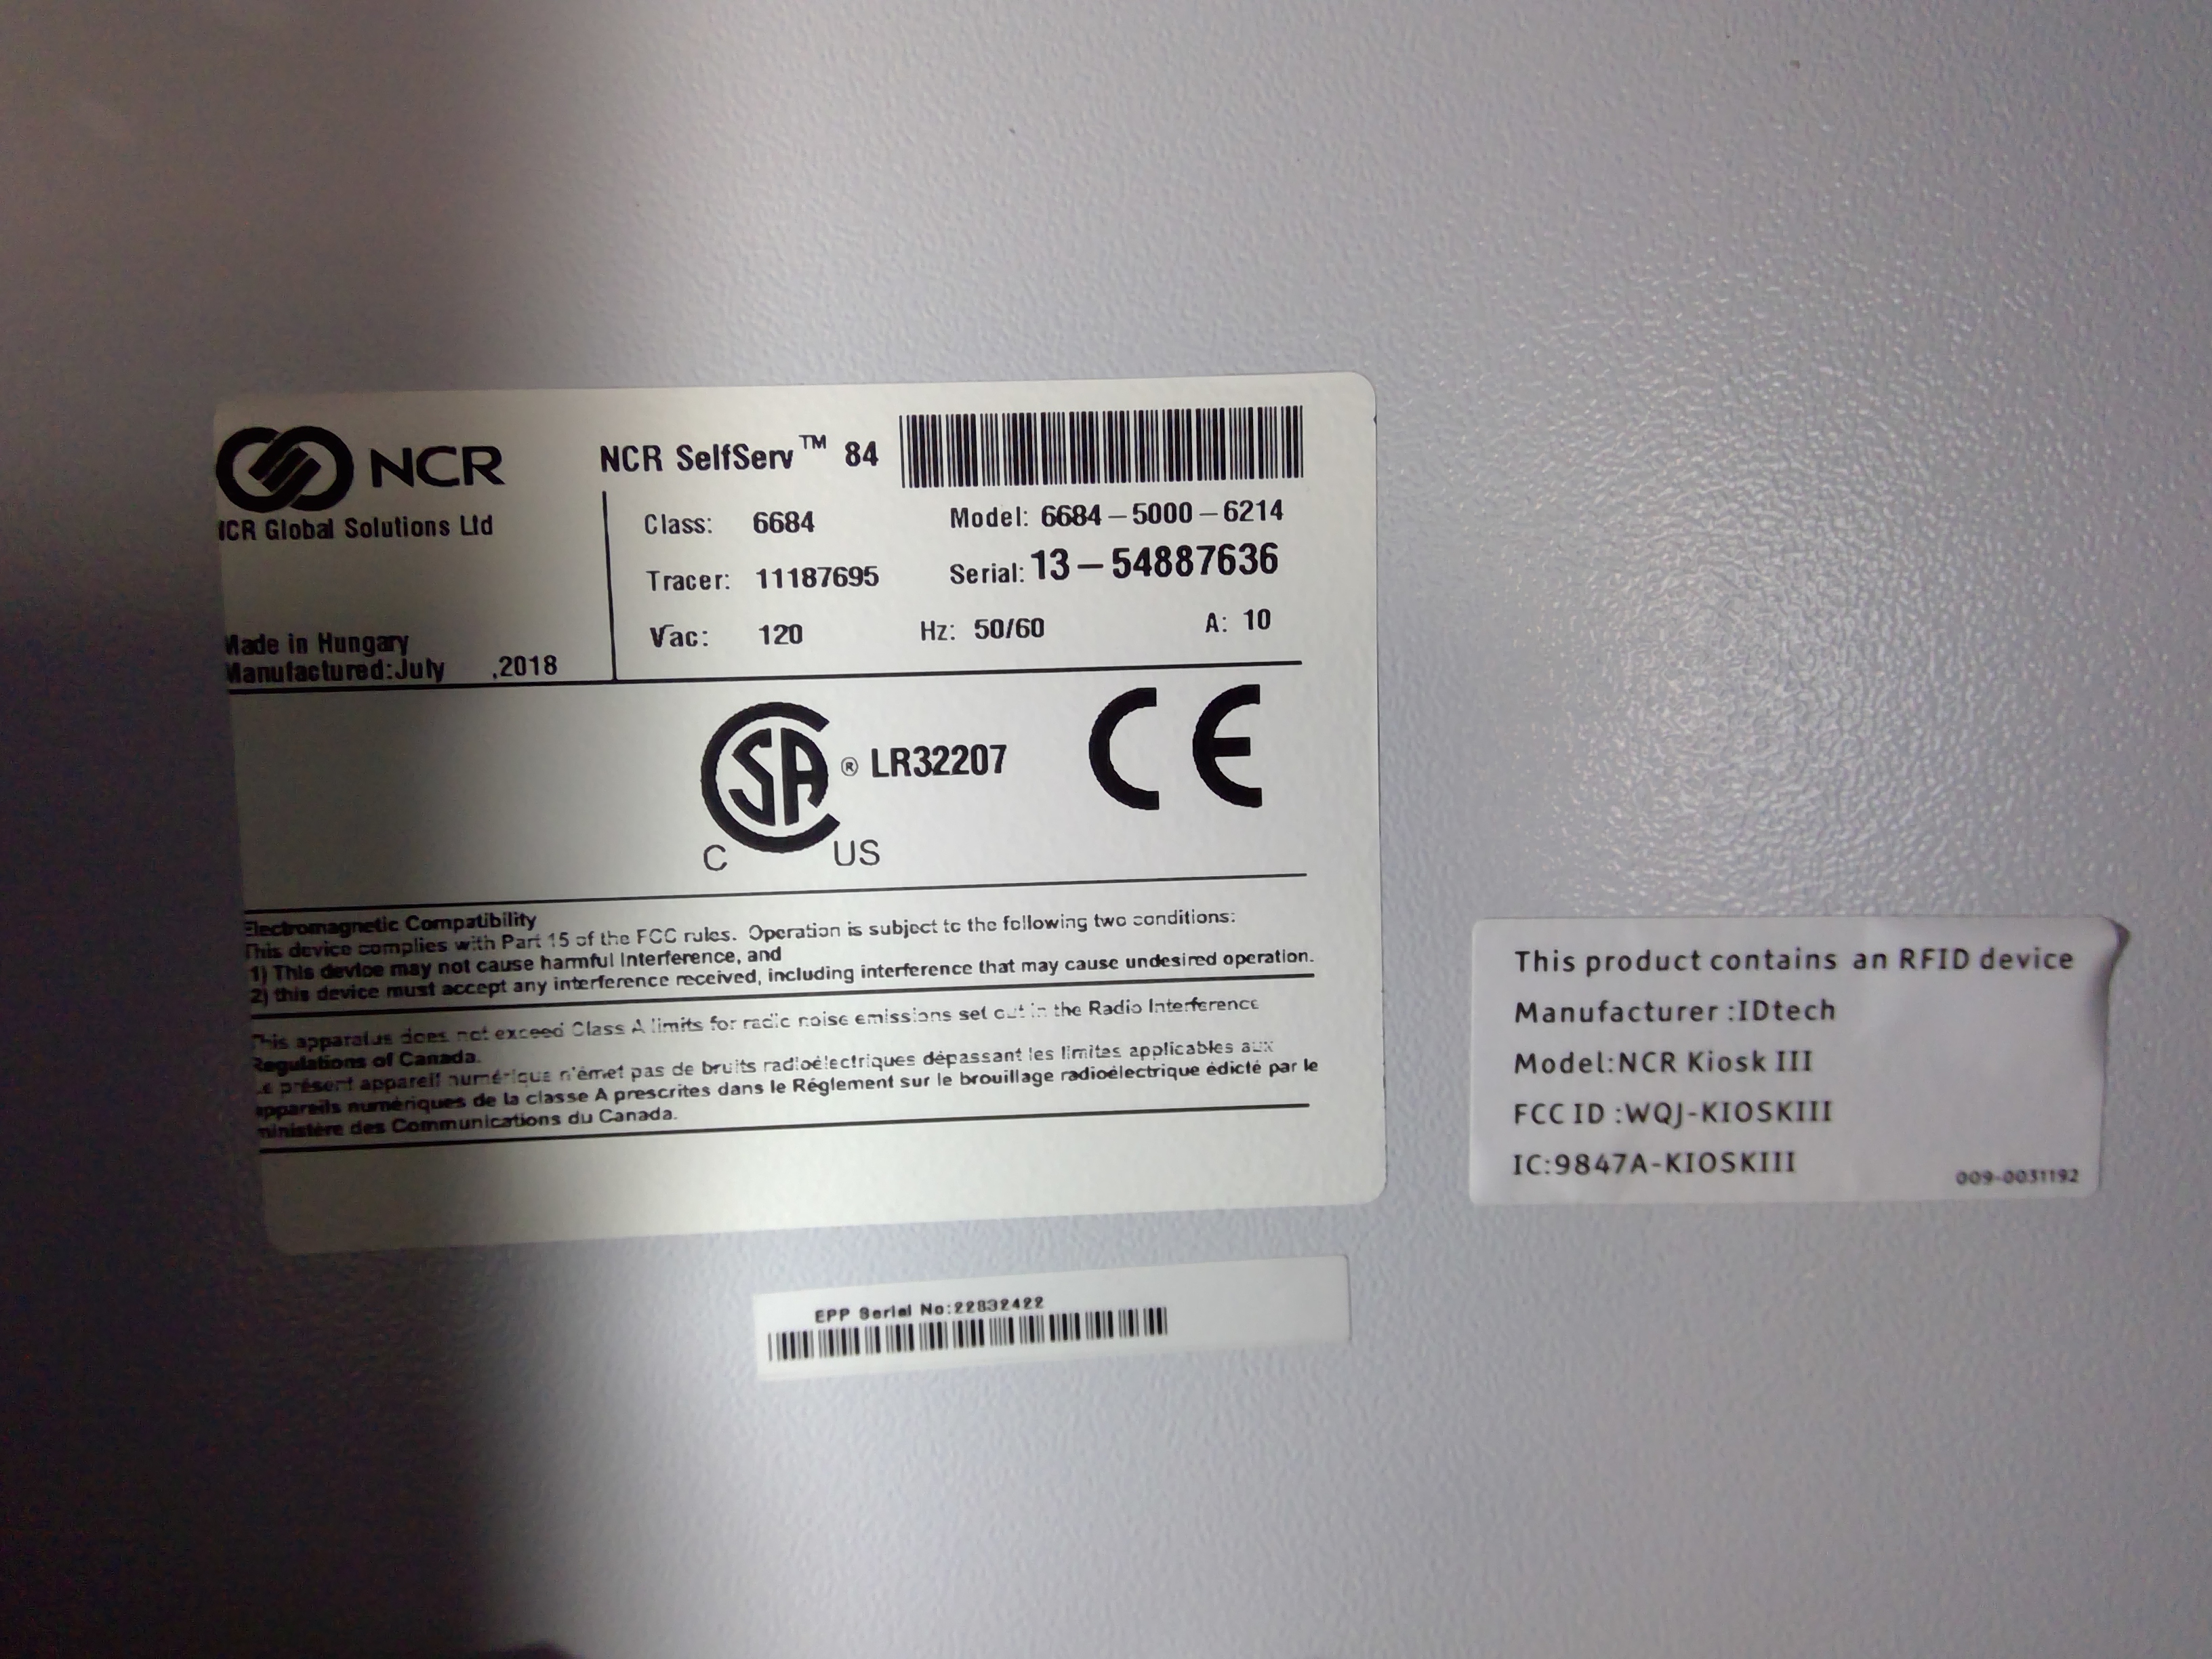 NCR
NCR SelfServ™ 84
NCR Global Solutions Ltd
Class: 6684
Model: 6684-5000-6214
Tracer: 11187695
Serial: 13-54887636
Vac: 120
Hz: 50/60
A: 10
Made in Hungary
Manufactured:July ,2018
CSA ® LR32207
C US
CE
Electromagnetic Compatibility
This device complies with Part 15 of the FCC rules. Operation is subject to the following two conditions:
1) This device may not cause harmful Interference, and
2) this device must accept any interference received, including interference that may cause undesired operation.
This apparatus does not exceed Class A limits for radio noise emissions set out in the Radio Interference
Regulations of Canada.
Le présent appareil numérique n'émet pas de bruits radioélectriques dépassant les limites applicables aux
appareils numériques de la classe A prescrites dans le Réglement sur le brouillage radioélectrique édicté par le
ministère des Communications du Canada.
This product contains an RFID device
Manufacturer :IDtech
Model:NCR Kiosk III
FCC ID :WQJ-KIOSKIII
IC:9847A-KIOSKIII
009-0031192
EPP Serial No:22832422